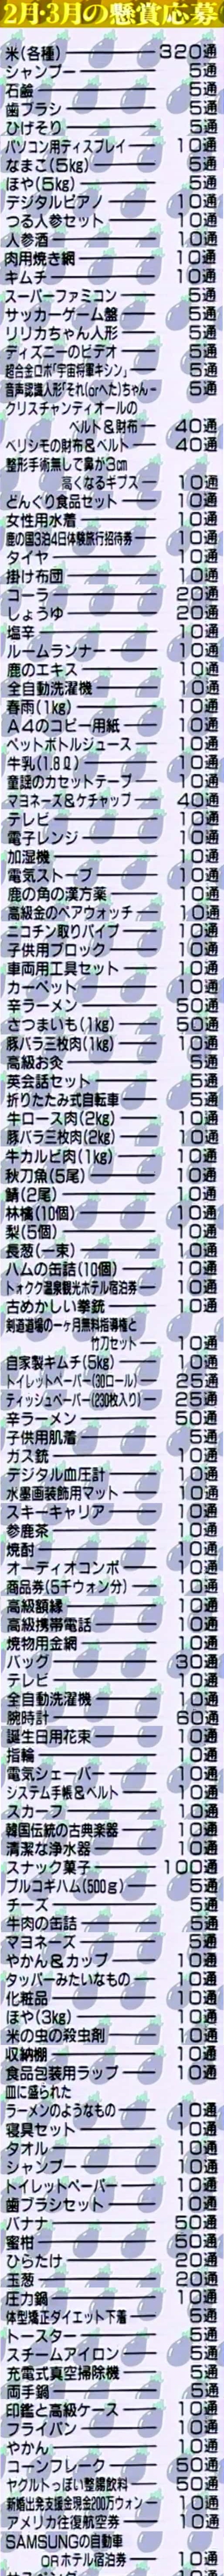 2月・3月の懸賞応募
米(各種) 320通
シャンプー 5通
石鹼 5通
歯ブラシ 5通
ひげそり 5通
パソコン用ディスプレイ 10通
なまこ(5kg) 5通
ほや(5kg) 5通
デジタルピアノ 10通
つる人参セット 10通
人参酒 10通
肉用焼き網 10通
キムチ 10通
スーパーファミコン 5通
サッカーゲーム盤 5通
リリカちゃん人形 5通
ディズニーのビデオ 5通
超合金ロボ「宇宙将軍キシン」 5通
音声認識人形「それ(orへた)ちゃん 5通
クリスチャンディオールの
ベルト&財布 40通
ベリシモの財布&ベルト 40通
整形手術無しで鼻が3cm
高くなるギプス 10通
どんぐり食品セット 10通
女性用水着 10通
鹿の国3泊4日体験旅行招待券 10通
タイヤ 10通
掛け布団 10通
コーラ 20通
しょうゆ 20通
塩辛 10通
ルームランナー 10通
鹿のエキス 10通
全自動洗濯機 10通
春雨(1kg) 10通
A4のコピー用紙 10通
ペットボトルジュース 10通
牛乳(1.8ℓ) 10通
童謡のカセットテープ 10通
マヨネーズ&ケチャップ 40通
テレビ 10通
電子レンジ 10通
加湿機 10通
電気ストーブ 10通
鹿の角の漢方薬 10通
高級金のペアウォッチ 10通
ニコチン取りパイプ 10通
子供用ブロック 10通
車両用工具セット 10通
カーペット 10通
辛ラーメン 50通
さつまいも(1kg) 50通
豚バラ三枚肉(1kg) 10通
高級お灸 5通
英会話セット 5通
折りたたみ式自転車 5通
牛ロース肉(2kg) 10通
豚バラ三枚肉(2kg) 10通
牛カルビ肉(1kg) 10通
秋刀魚(5尾) 10通
鯖(2尾) 10通
林檎(10個) 10通
梨(5個) 10通
長葱(一束) 10通
ハムの缶詰(10個) 10通
トォクク温泉観光ホテル宿泊券 10通
古めかしい拳銃 10通
剣道道場の一ヶ月無料指導権と
竹刀セット 10通
自家製キムチ(5kg) 10通
トイレットペーパー(30ロール) 25通
ティッシュペーパー(230枚入り) 25通
辛ラーメン 50通
子供用肌着 5通
ガス銃 10通
デジタル血圧計 10通
水墨画装飾用マット 10通
スキーキャリア 10通
参鹿茶 10通
焼酎 10通
オーディオコンポ 10通
商品券(5千ウォン分) 10通
高級額縁 10通
高級携帯電話 10通
焼物用金網 10通
バッグ 30通
テレビ 10通
全自動洗濯機 10通
腕時計 60通
誕生日用花束 10通
指輪 10通
電気シェーバー 10通
システム手帳&ベルト 10通
スカーフ 10通
韓国伝統の古典楽器 10通
清潔な浄水器 10通
スナック菓子 100通
プルコギハム(500g) 5通
チーズ 5通
牛肉の缶詰 5通
マヨネーズ 5通
やかん&カップ 10通
タッパーみたいなもの 10通
化粧品 10通
ほや(3kg) 10通
米の虫の殺虫剤 10通
収納棚 10通
食品包装用ラップ 10通
皿に盛られた
ラーメンのようなもの 10通
寝具セット 10通
タオル 10通
シャンプー 10通
トイレットペーパー 10通
歯ブラシセット 10通
バナナ 50通
蜜柑 50通
ひらたけ 20通
玉葱 20通
圧力鍋 10通
体型矯正ダイエット下着 5通
トースター 5通
スチームアイロン 5通
充電式真空掃除機 5通
両手鍋 5通
印鑑と高級ケース 10通
フライパン 10通
やかん 10通
コーンフレーク 50通
ヤクルトっぽい整腸飲料 50通
新婚出発支援金現金200万ウォン 10通
アメリカ往復航空券 10通
SAMSUNGの自動車
ORホテル宿泊券 10通